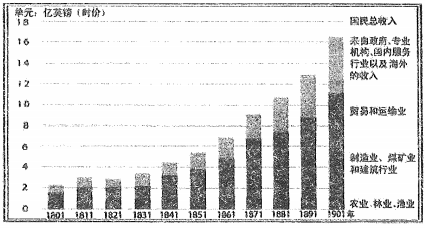 单元：亿英镑（时价）
18
16
14
12
10
8
6
4
2
0
国民总收入
来自政府、专业
机构、国内服务
行业以及海外
的收入
贸易和运输业
制造业、煤矿业
和建筑行业
农业、林业、渔业
1801 1811 1821 1831 1841 1851 1861 1871 1881 1891 1901 年